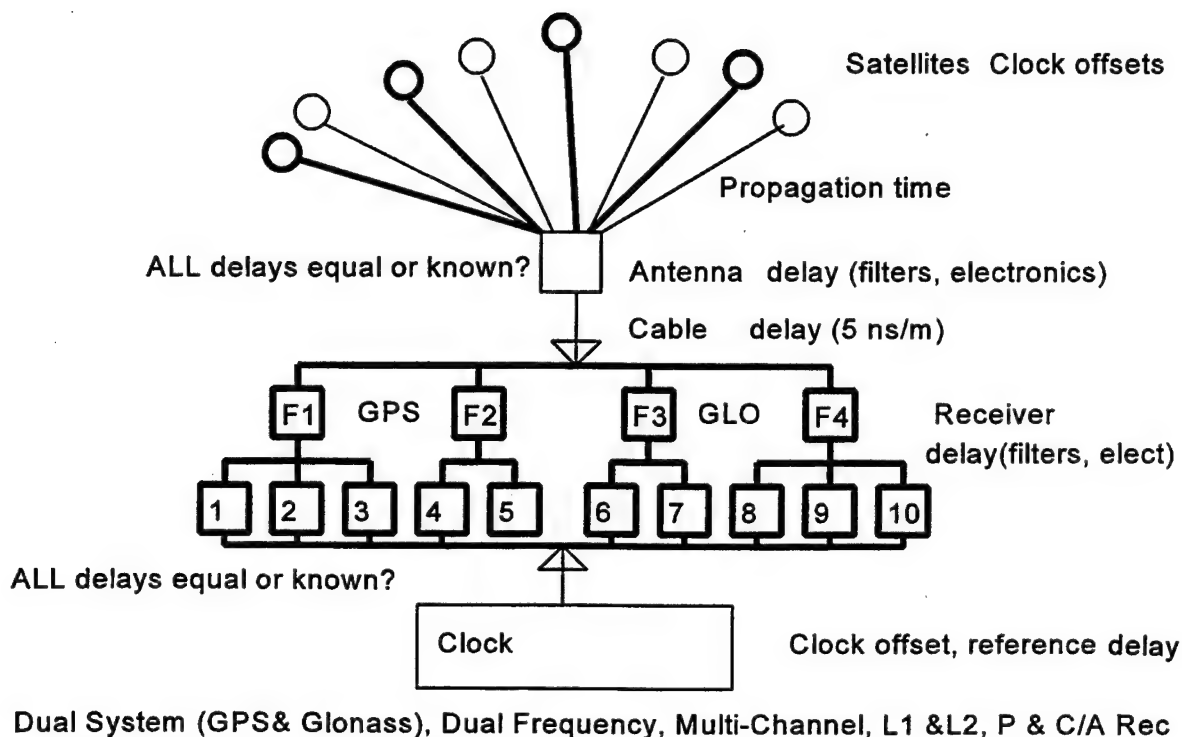 Satellites Clock offsets
Propagation time
ALL delays equal or known?
Antenna delay (filters, electronics)
Cable delay (5 ns/m)
F1 GPS F2 F3 GLO F4 Receiver
delay(filters, elect)
1 2 3 4 5 6 7 8 9 10
ALL delays equal or known?
Clock Clock offset, reference delay
Dual System (GPS& Glonass), Dual Frequency, Multi-Channel, L1 &L2, P & C/A Rec